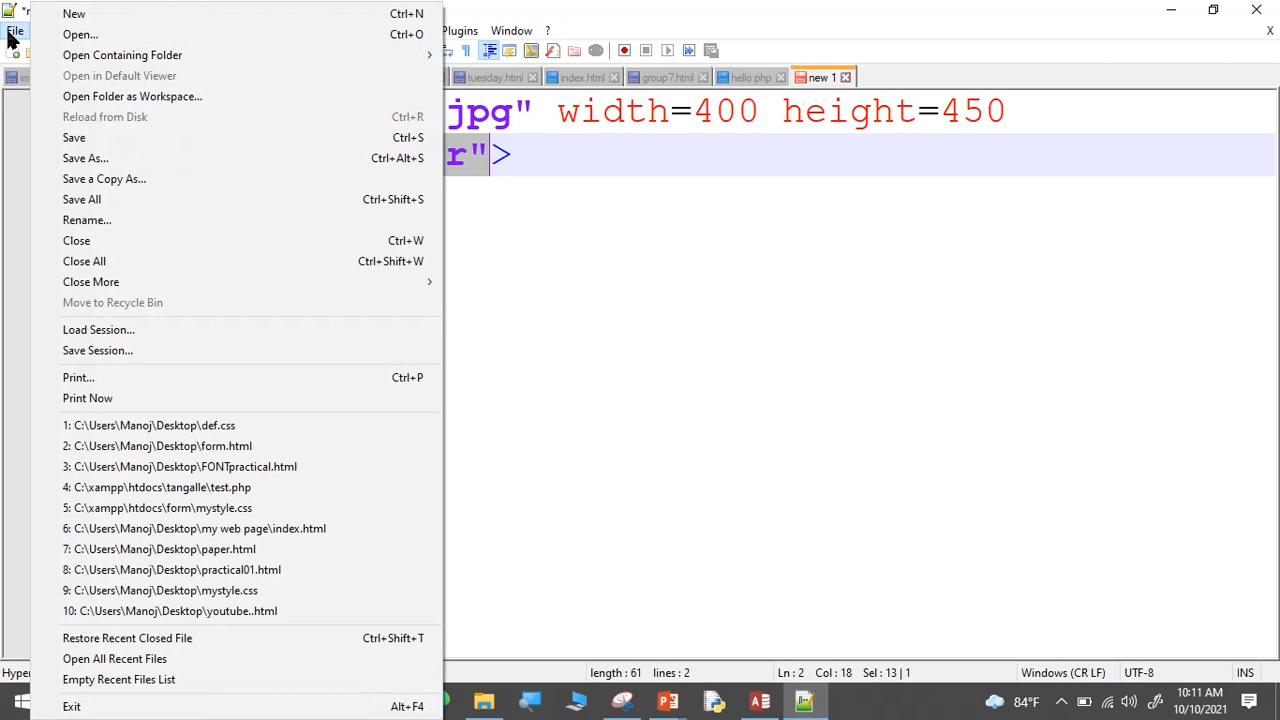 File
Plugins Window ?
X
tuesday.html index.html group7.html hello.php new 1
New Ctrl+N
Open... Ctrl+O
Open Containing Folder
Open in Default Viewer
Open Folder as Workspace...
Reload from Disk Ctrl+R
Save Ctrl+S
Save As... Ctrl+Alt+S
Save a Copy As...
Save All Ctrl+Shift+S
Rename...
Close Ctrl+W
Close All Ctrl+Shift+W
Close More
Move to Recycle Bin
Load Session...
Save Session...
Print... Ctrl+P
Print Now
1: C:\Users\Manoj\Desktop\def.css
2: C:\Users\Manoj\Desktop\form.html
3: C:\Users\Manoj\Desktop\FONTpractical.html
4: C:\xampp\htdocs\tangalle\test.php
5: C:\xampp\htdocs\form\mystyle.css
6: C:\Users\Manoj\Desktop\my web page\index.html
7: C:\Users\Manoj\Desktop\paper.html
8: C:\Users\Manoj\Desktop\practical01.html
9: C:\Users\Manoj\Desktop\mystyle.css
10: C:\Users\Manoj\Desktop\youtube..html
Restore Recent Closed File Ctrl+Shift+T
Open All Recent Files
Empty Recent Files List
Exit Alt+F4
jpg" width=400 height=450
r">
length : 61 lines : 2 Ln : 2 Col : 18 Sel : 13 | 1 Windows (CR LF) UTF-8 INS
84°F
10:11 AM
10/10/2021